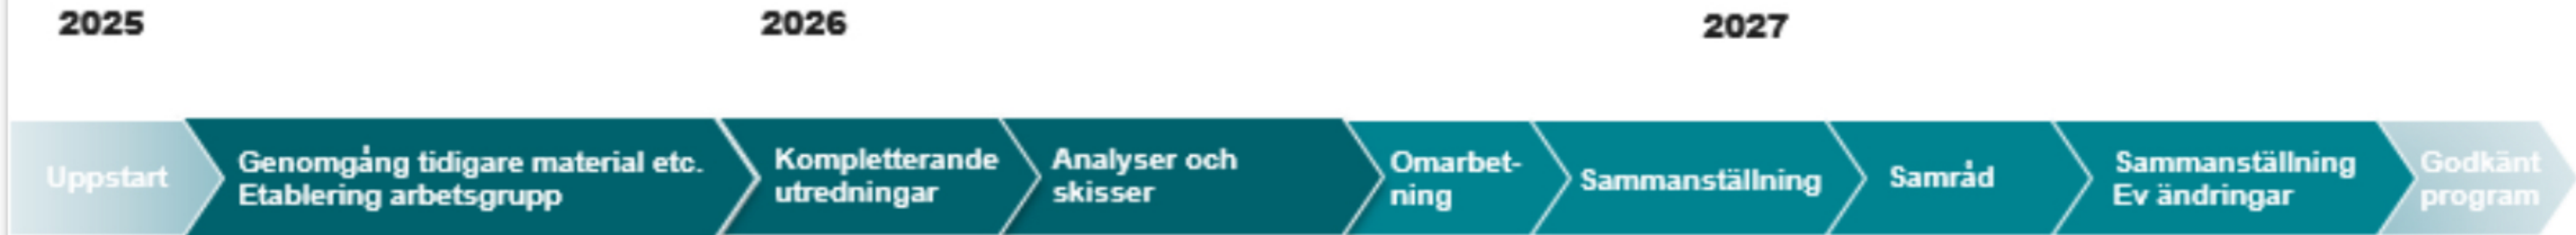 2025
2026
2027
Uppstart
Genomgång tidigare material etc.
Etablering arbetsgrupp
Kompletterande
utredningar
Analyser och
skisser
Omarbet-
ning
Sammanställning
Samråd
Sammanställning
Ev ändringar
Godkänt
program